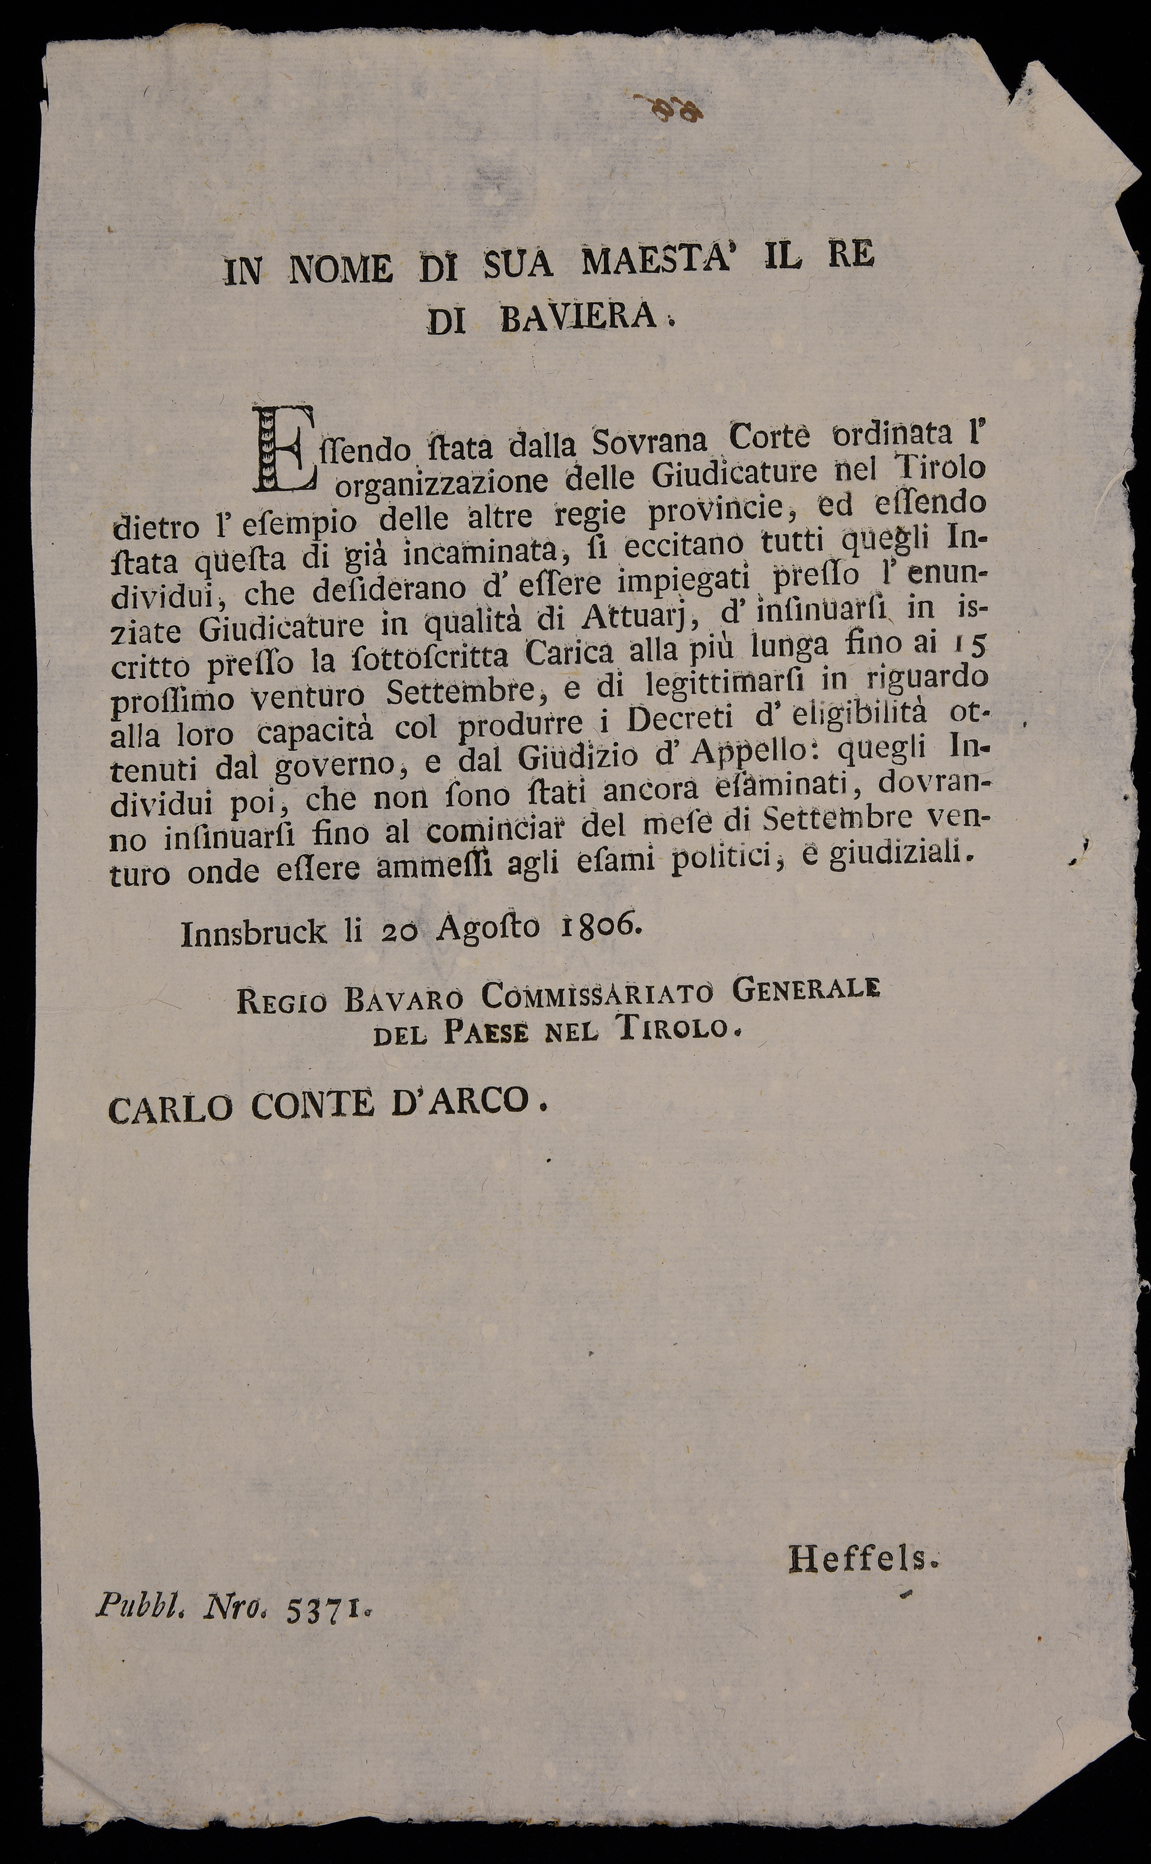 IN NOME DI SUA MAESTA' IL RE
DI BAVIERA.
Eſſendo ſtata dalla Sovrana Corte ordinata l'
organizzazione delle Giudicature nel Tirolo
dietro l' eſempio delle altre regie provincie, ed eſſendo
ſtata queſta di già incaminata, ſi eccitano tutti quegli In-
dividui, che deſiderano d' eſſere impiegati preſſo l' enun-
ziate Giudicature in qualità di Attuarj, d' inſinuarſi in is-
critto preſſo la ſottoſcritta Carica alla più lunga fino ai 15
proſſimo venturo Settembre, e di legittimarſi in riguardo
alla loro capacità col produrre i Decreti d' eligibilità ot-
tenuti dal governo, e dal Giudizio d' Appello: quegli In-
dividui poi, che non ſono ſtati ancora eſaminati, dovran-
no inſinuarſi fino al cominciar del meſe di Settembre ven-
turo onde eſſere ammeſſi agli eſami politici, e giudiziali.
Innsbruck li 20 Agoſto 1806.
REGIO BAVARO COMMISSARIATO GENERALE
DEL PAESE NEL TIROLO.
CARLO CONTE D'ARCO.
Heffels.
Pubbl. Nro. 5371.